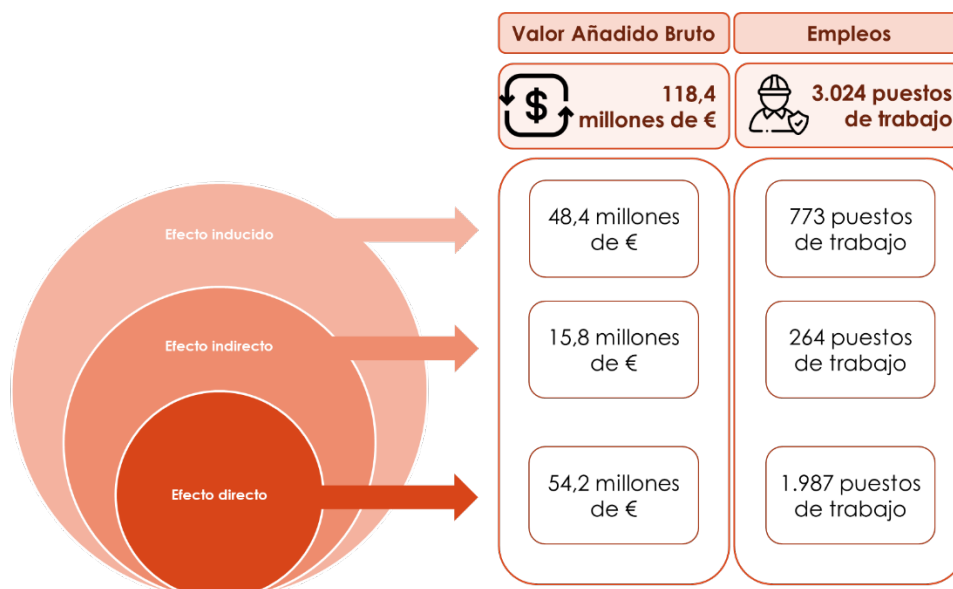 Valor Añadido Bruto
Empleos
118,4
millones de €
$
3.024 puestos
de trabajo
Efecto inducido
48,4 millones
de €
773 puestos
de trabajo
Efecto indirecto
15,8 millones
de €
264 puestos
de trabajo
Efecto directo
54,2 millones
de €
1.987 puestos
de trabajo